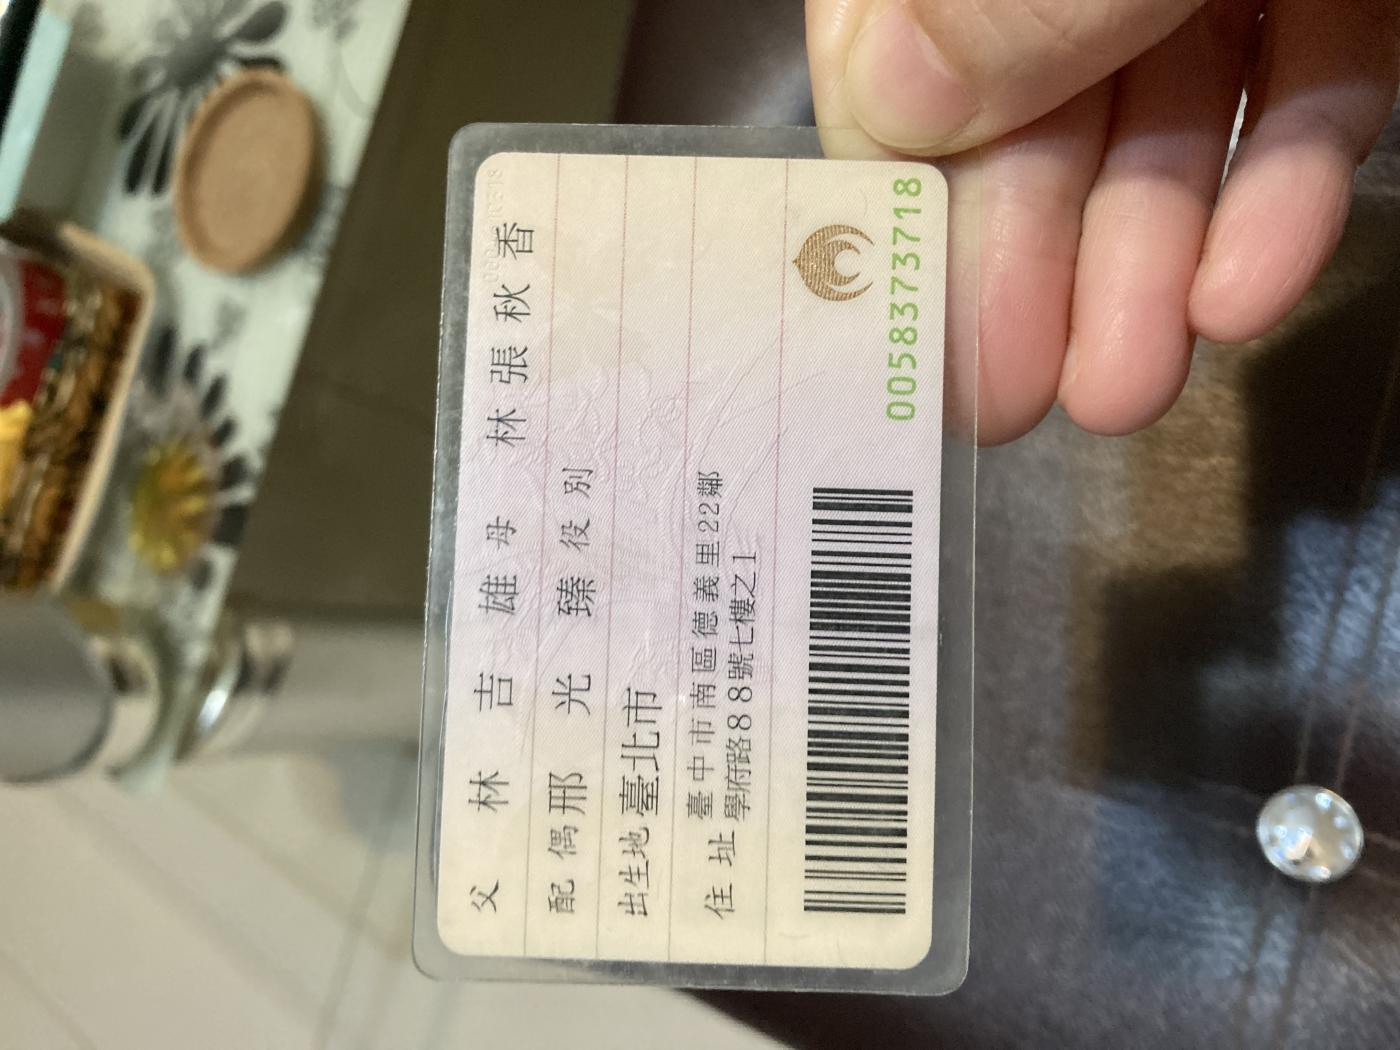 父 林吉雄 母 林張秋香
配偶 邢光臻 役別
出生地 臺北市
住址 臺中市南區德義里22鄰
學府路88號七樓之1
0058373718